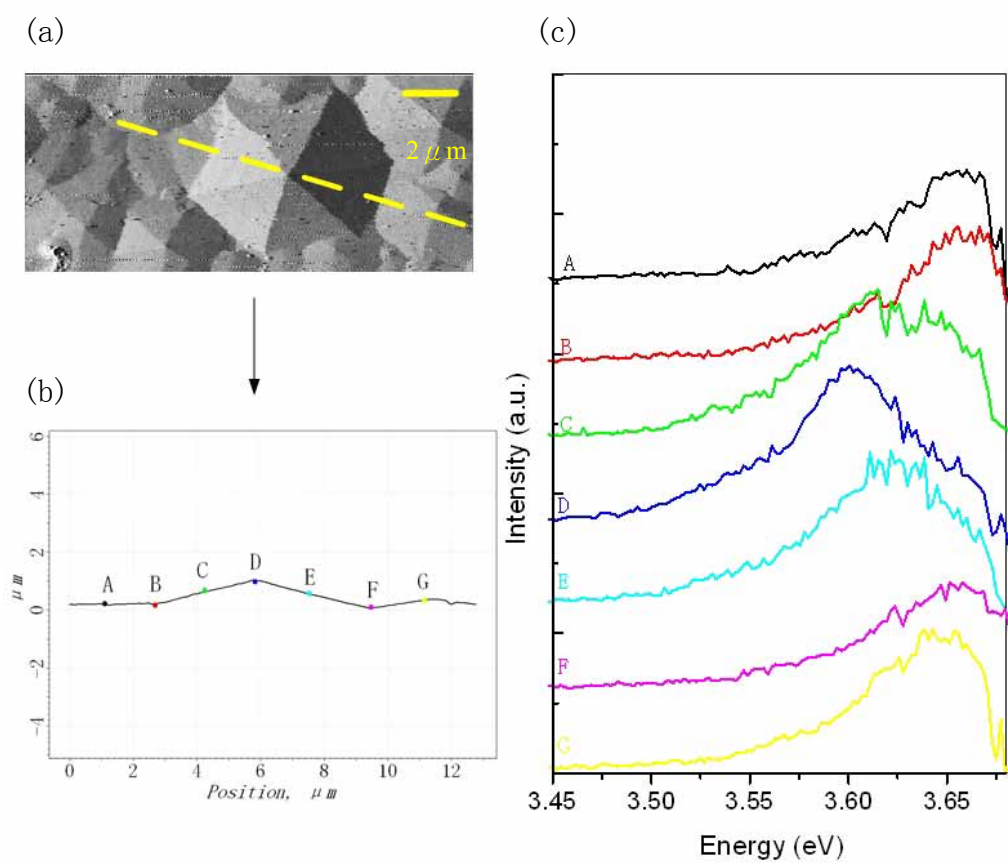 (a)
2 μm
(b)
μm
6
4
2
0
-2
-4
A B C D E F G
0 2 4 6 8 10 12
Position, μm
(c)
Intensity (a.u.)
A
B
C
D
E
F
G
3.45 3.50 3.55 3.60 3.65
Energy (eV)